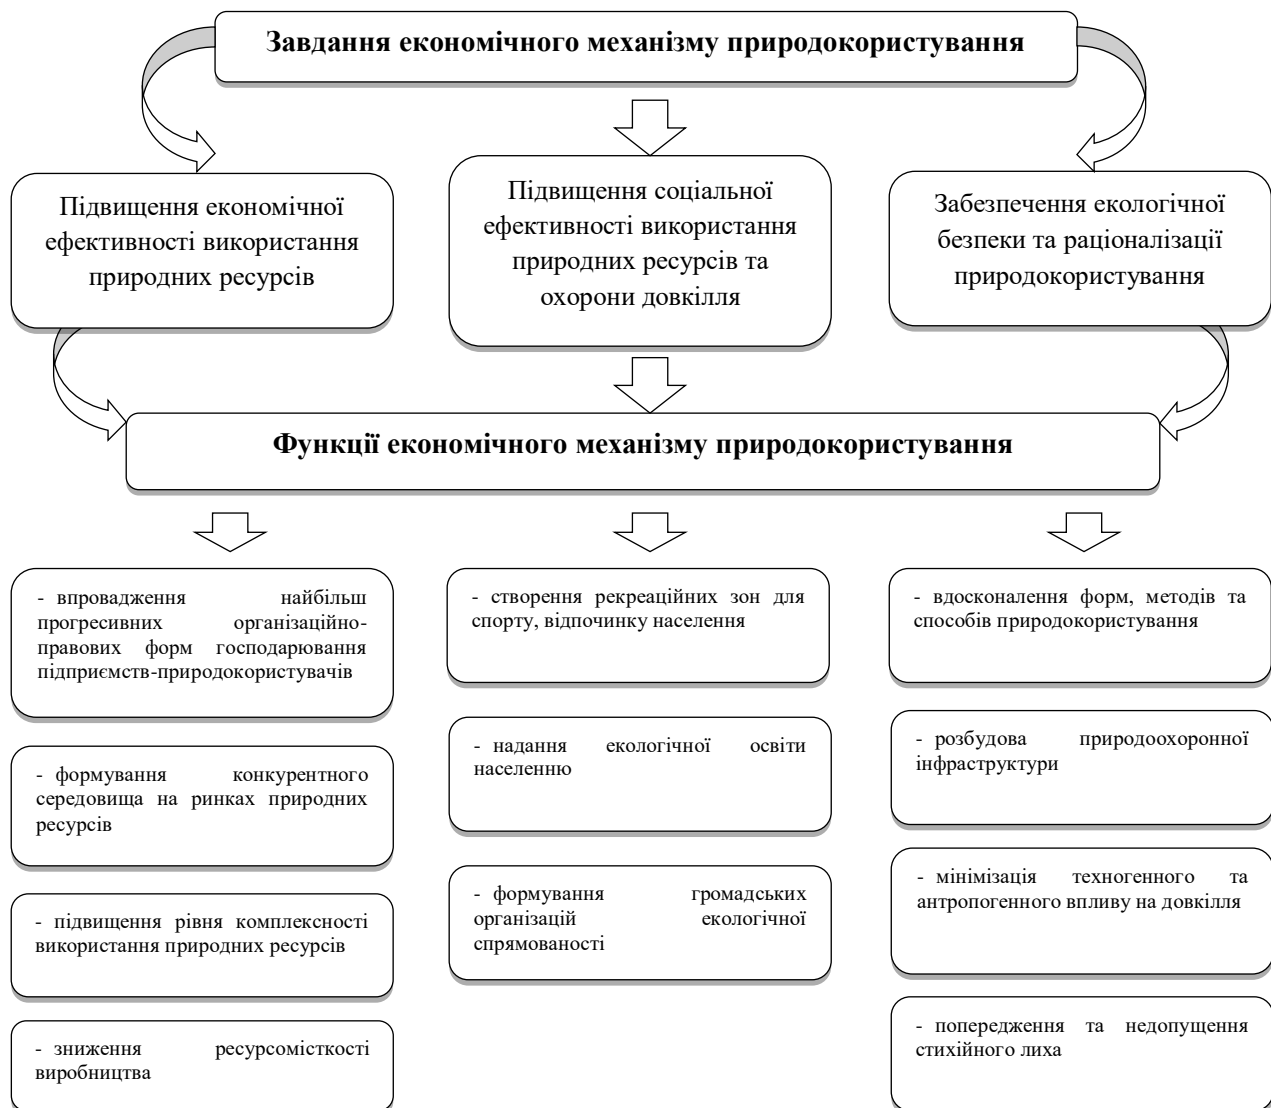 Завдання економічного механізму природокористування
Підвищення економічної
ефективності використання
природних ресурсів
Підвищення соціальної
ефективності використання
природних ресурсів та
охорони довкілля
Забезпечення екологічної
безпеки та раціоналізації
природокористування
Функції економічного механізму природокористування
- впровадження найбільш
прогресивних організаційно-
правових форм господарювання
підприємств-природокористувачів
- формування конкурентного
середовища на ринках природних
ресурсів
- підвищення рівня комплексності
використання природних ресурсів
- зниження ресурсомісткості
виробництва
- створення рекреаційних зон для
спорту, відпочинку населення
- надання екологічної освіти
населенню
- формування громадських
організацій екологічної
спрямованості
- вдосконалення форм, методів та
способів природокористування
- розбудова природоохоронної
інфраструктури
- мінімізація техногенного та
антропогенного впливу на довкілля
- попередження та недопущення
стихійного лиха